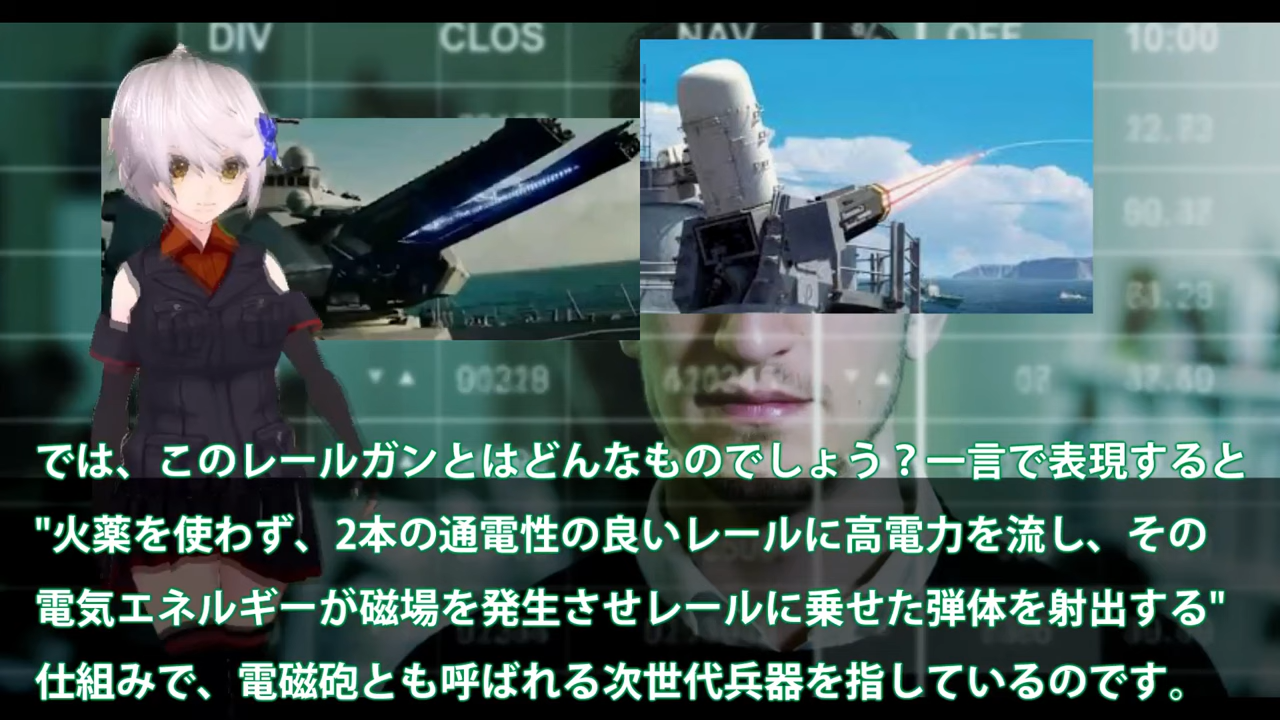 DIV CLOS NAV % OFF 10:00
00228
では、このレールガンとはどんなものでしょう？一言で表現すると
"火薬を使わず、2本の通電性の良いレールに高電力を流し、その
電気エネルギーが磁場を発生させレールに乗せた弾体を射出する"
仕組みで、電磁砲とも呼ばれる次世代兵器を指しているのです。